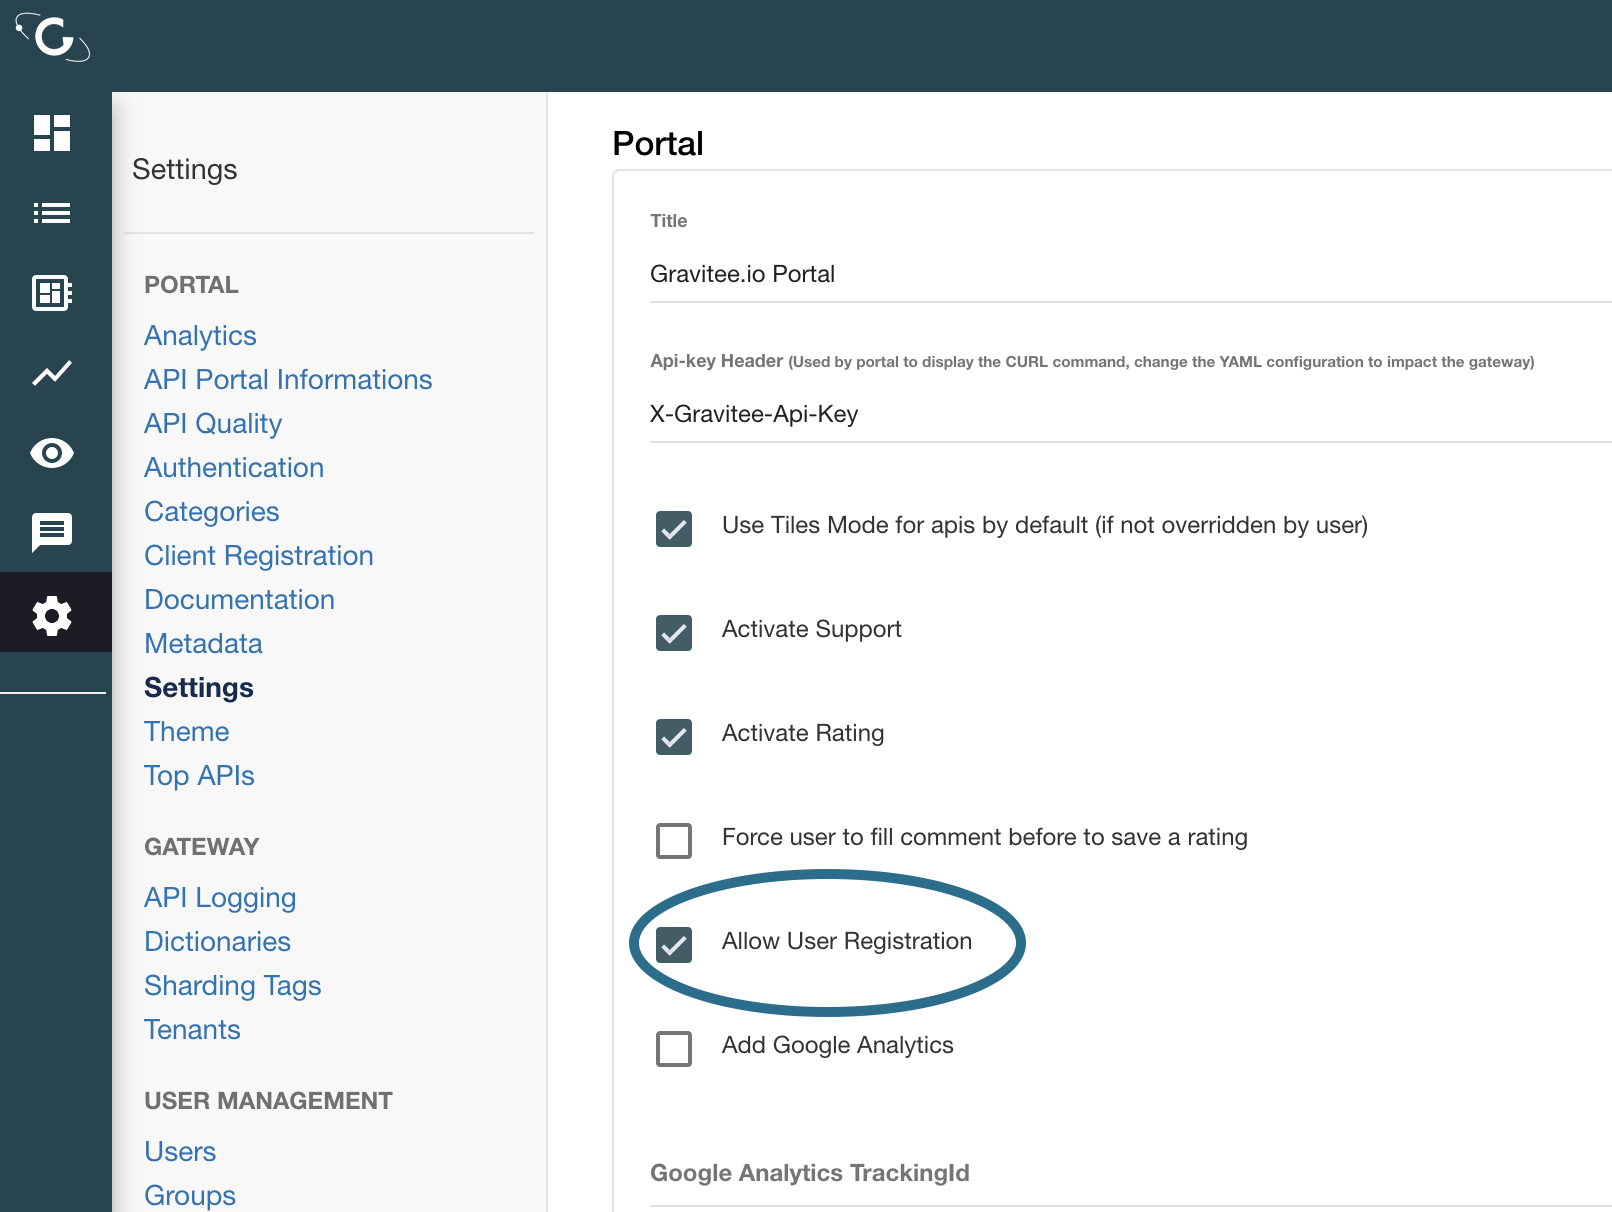 G
Settings
PORTAL
Analytics
API Portal Informations
API Quality
Authentication
Categories
Client Registration
Documentation
Metadata
Settings
Theme
Top APIs
GATEWAY
API Logging
Dictionaries
Sharding Tags
Tenants
USER MANAGEMENT
Users
Groups
Portal
Title
Gravitee.io Portal
Api-key Header (Used by portal to display the CURL command, change the YAML configuration to impact the gateway)
X-Gravitee-Api-Key
Use Tiles Mode for apis by default (if not overridden by user)
Activate Support
Activate Rating
Force user to fill comment before to save a rating
Allow User Registration
Add Google Analytics
Google Analytics TrackingId